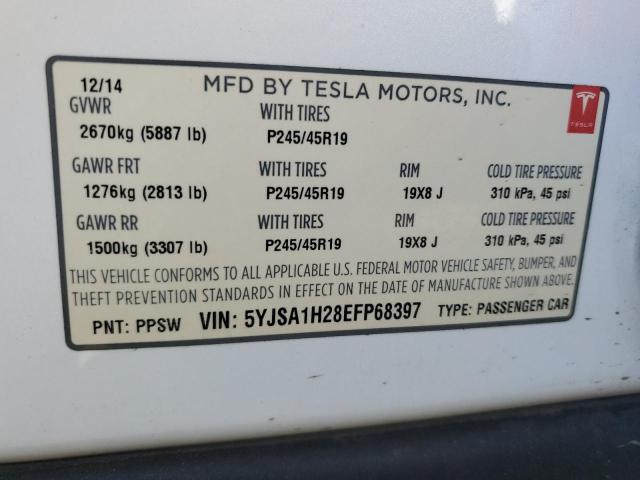 12/14 MFD BY TESLA MOTORS, INC.
TESLA
GVWR WITH TIRES
2670kg (5887 lb) P245/45R19
GAWR FRT WITH TIRES RIM COLD TIRE PRESSURE
1276kg (2813 lb) P245/45R19 19X8 J 310 kPa, 45 psi
GAWR RR WITH TIRES RIM COLD TIRE PRESSURE
1500kg (3307 lb) P245/45R19 19X8 J 310 kPa, 45 psi
THIS VEHICLE CONFORMS TO ALL APPLICABLE U.S. FEDERAL MOTOR VEHICLE SAFETY, BUMPER, AND
THEFT PREVENTION STANDARDS IN EFFECT ON THE DATE OF MANUFACTURE SHOWN ABOVE.
PNT: PPSW VIN: 5YJSA1H28EFP68397 TYPE: PASSENGER CAR